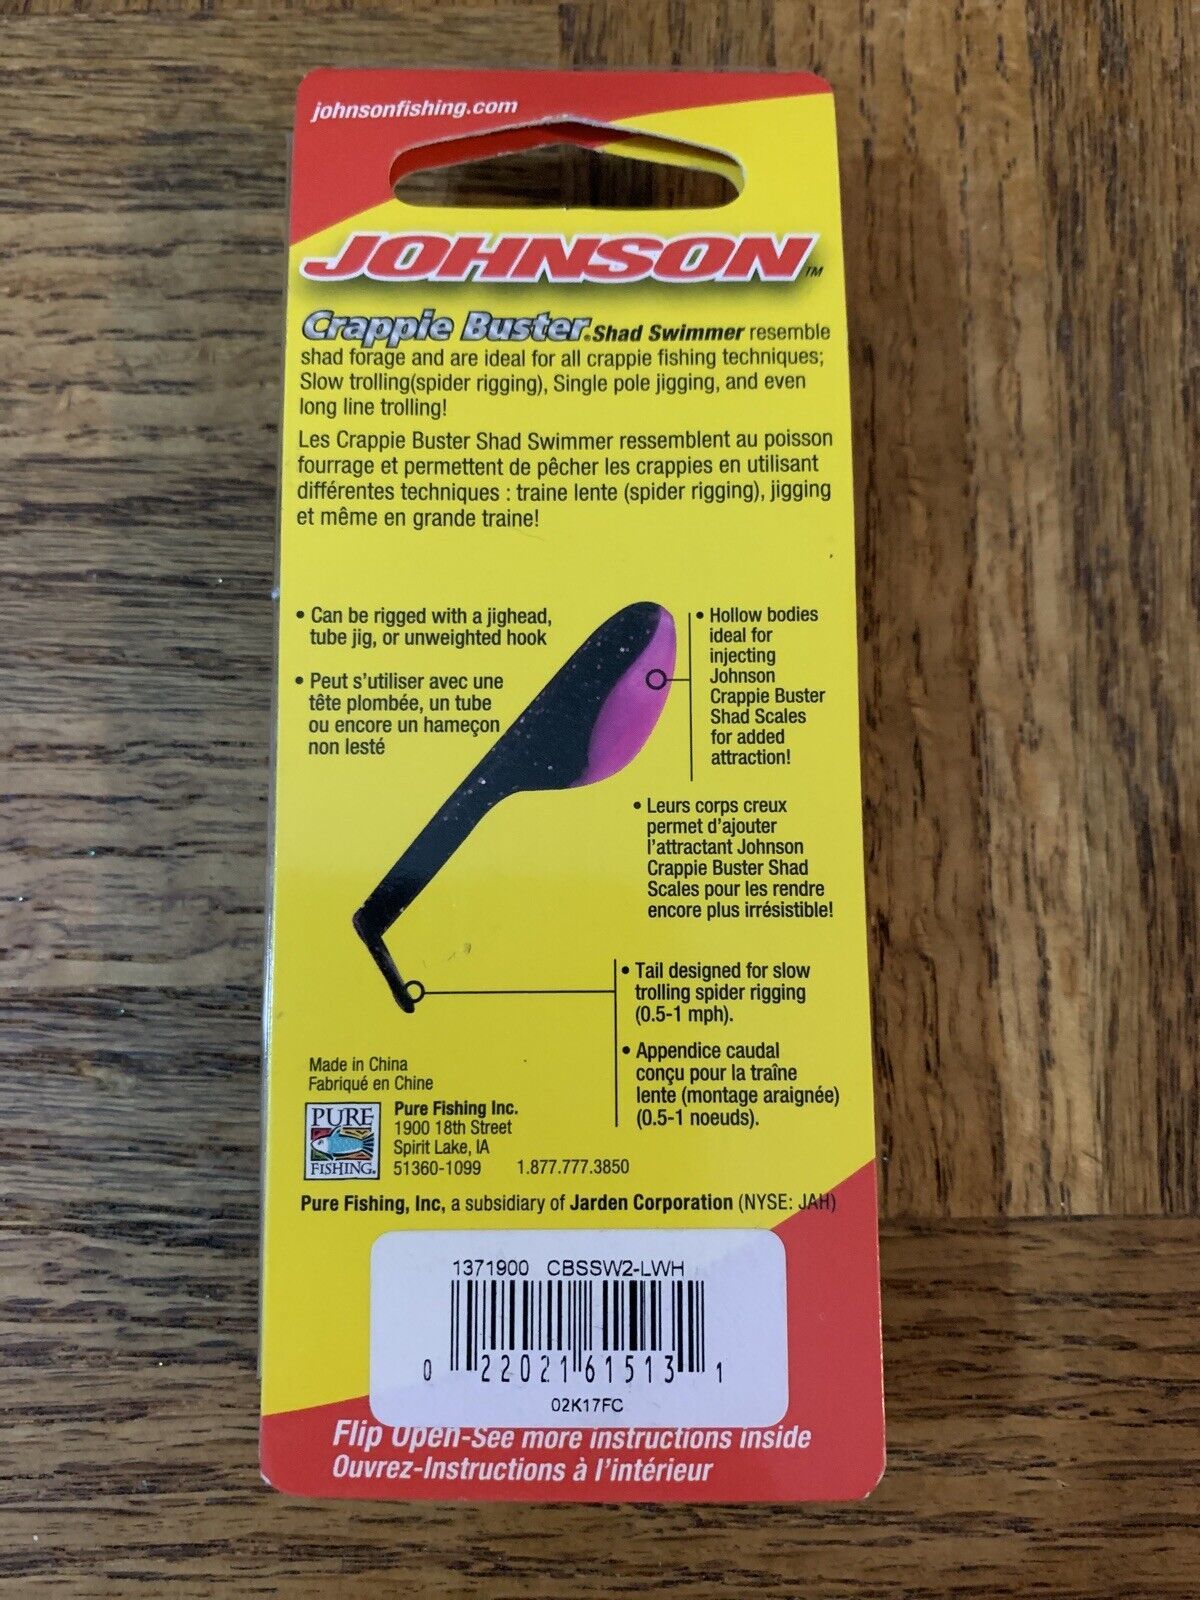 johnsonfishing.com
JOHNSON™
Crappie Buster® Shad Swimmer resemble
shad forage and are ideal for all crappie fishing techniques;
Slow trolling(spider rigging), Single pole jigging, and even
long line trolling!
Les Crappie Buster Shad Swimmer ressemblent au poisson
fourrage et permettent de pêcher les crappies en utilisant
différentes techniques : traine lente (spider rigging), jigging
et même en grande traine!
• Can be rigged with a jighead,
tube jig, or unweighted hook
• Peut s'utiliser avec une
tête plombée, un tube
ou encore un hameçon
non lesté
• Hollow bodies
ideal for
injecting
Johnson
Crappie Buster
Shad Scales
for added
attraction!
• Leurs corps creux
permet d'ajouter
l'attractant Johnson
Crappie Buster Shad
Scales pour les rendre
encore plus irrésistible!
• Tail designed for slow
trolling spider rigging
(0.5-1 mph).
• Appendice caudal
conçu pour la traîne
lente (montage araignée)
(0.5-1 noeuds).
Made in China
Fabriqué en Chine
PURE
FISHING®
Pure Fishing Inc.
1900 18th Street
Spirit Lake, IA
51360-1099 1.877.777.3850
Pure Fishing, Inc, a subsidiary of Jarden Corporation (NYSE: JAH)
1371900 CBSSW2-LWH
0 22021 61513 1
02K17FC
Flip Open-See more instructions inside
Ouvrez-Instructions à l'intérieur